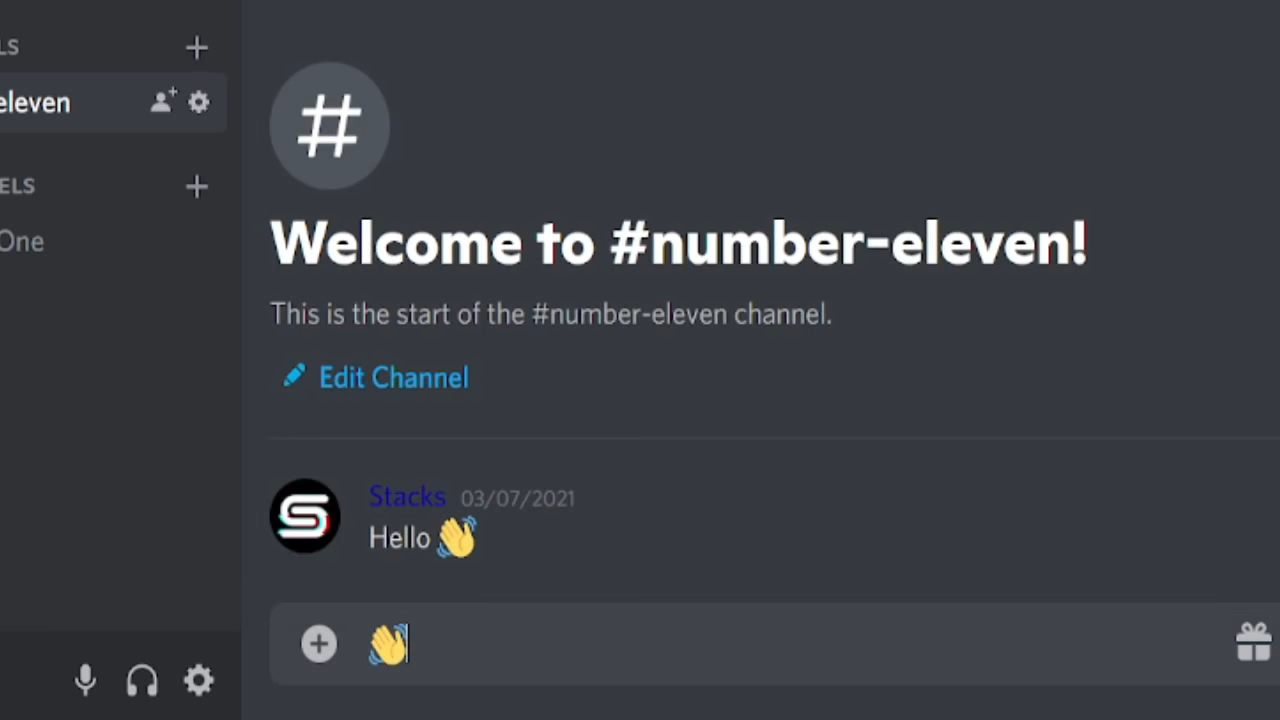 LS
eleven
ELS
One
Welcome to #number-eleven!
This is the start of the #number-eleven channel.
Edit Channel
Stacks 03/07/2021
Hello 👋
👋